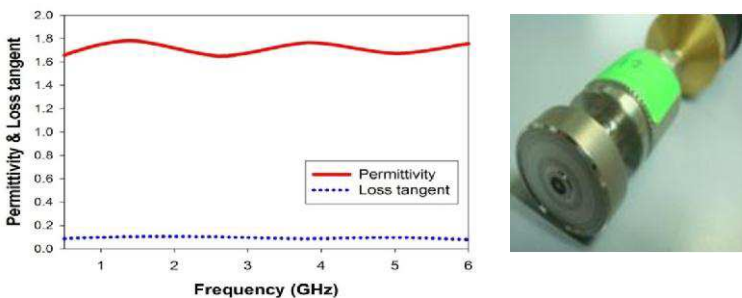 Permittivity & Loss tangent
2.0
1.8
1.6
1.4
1.2
1.0
0.8
0.6
0.4
0.2
0.0
Permittivity
Loss tangent
1 2 3 4 5 6
Frequency (GHz)